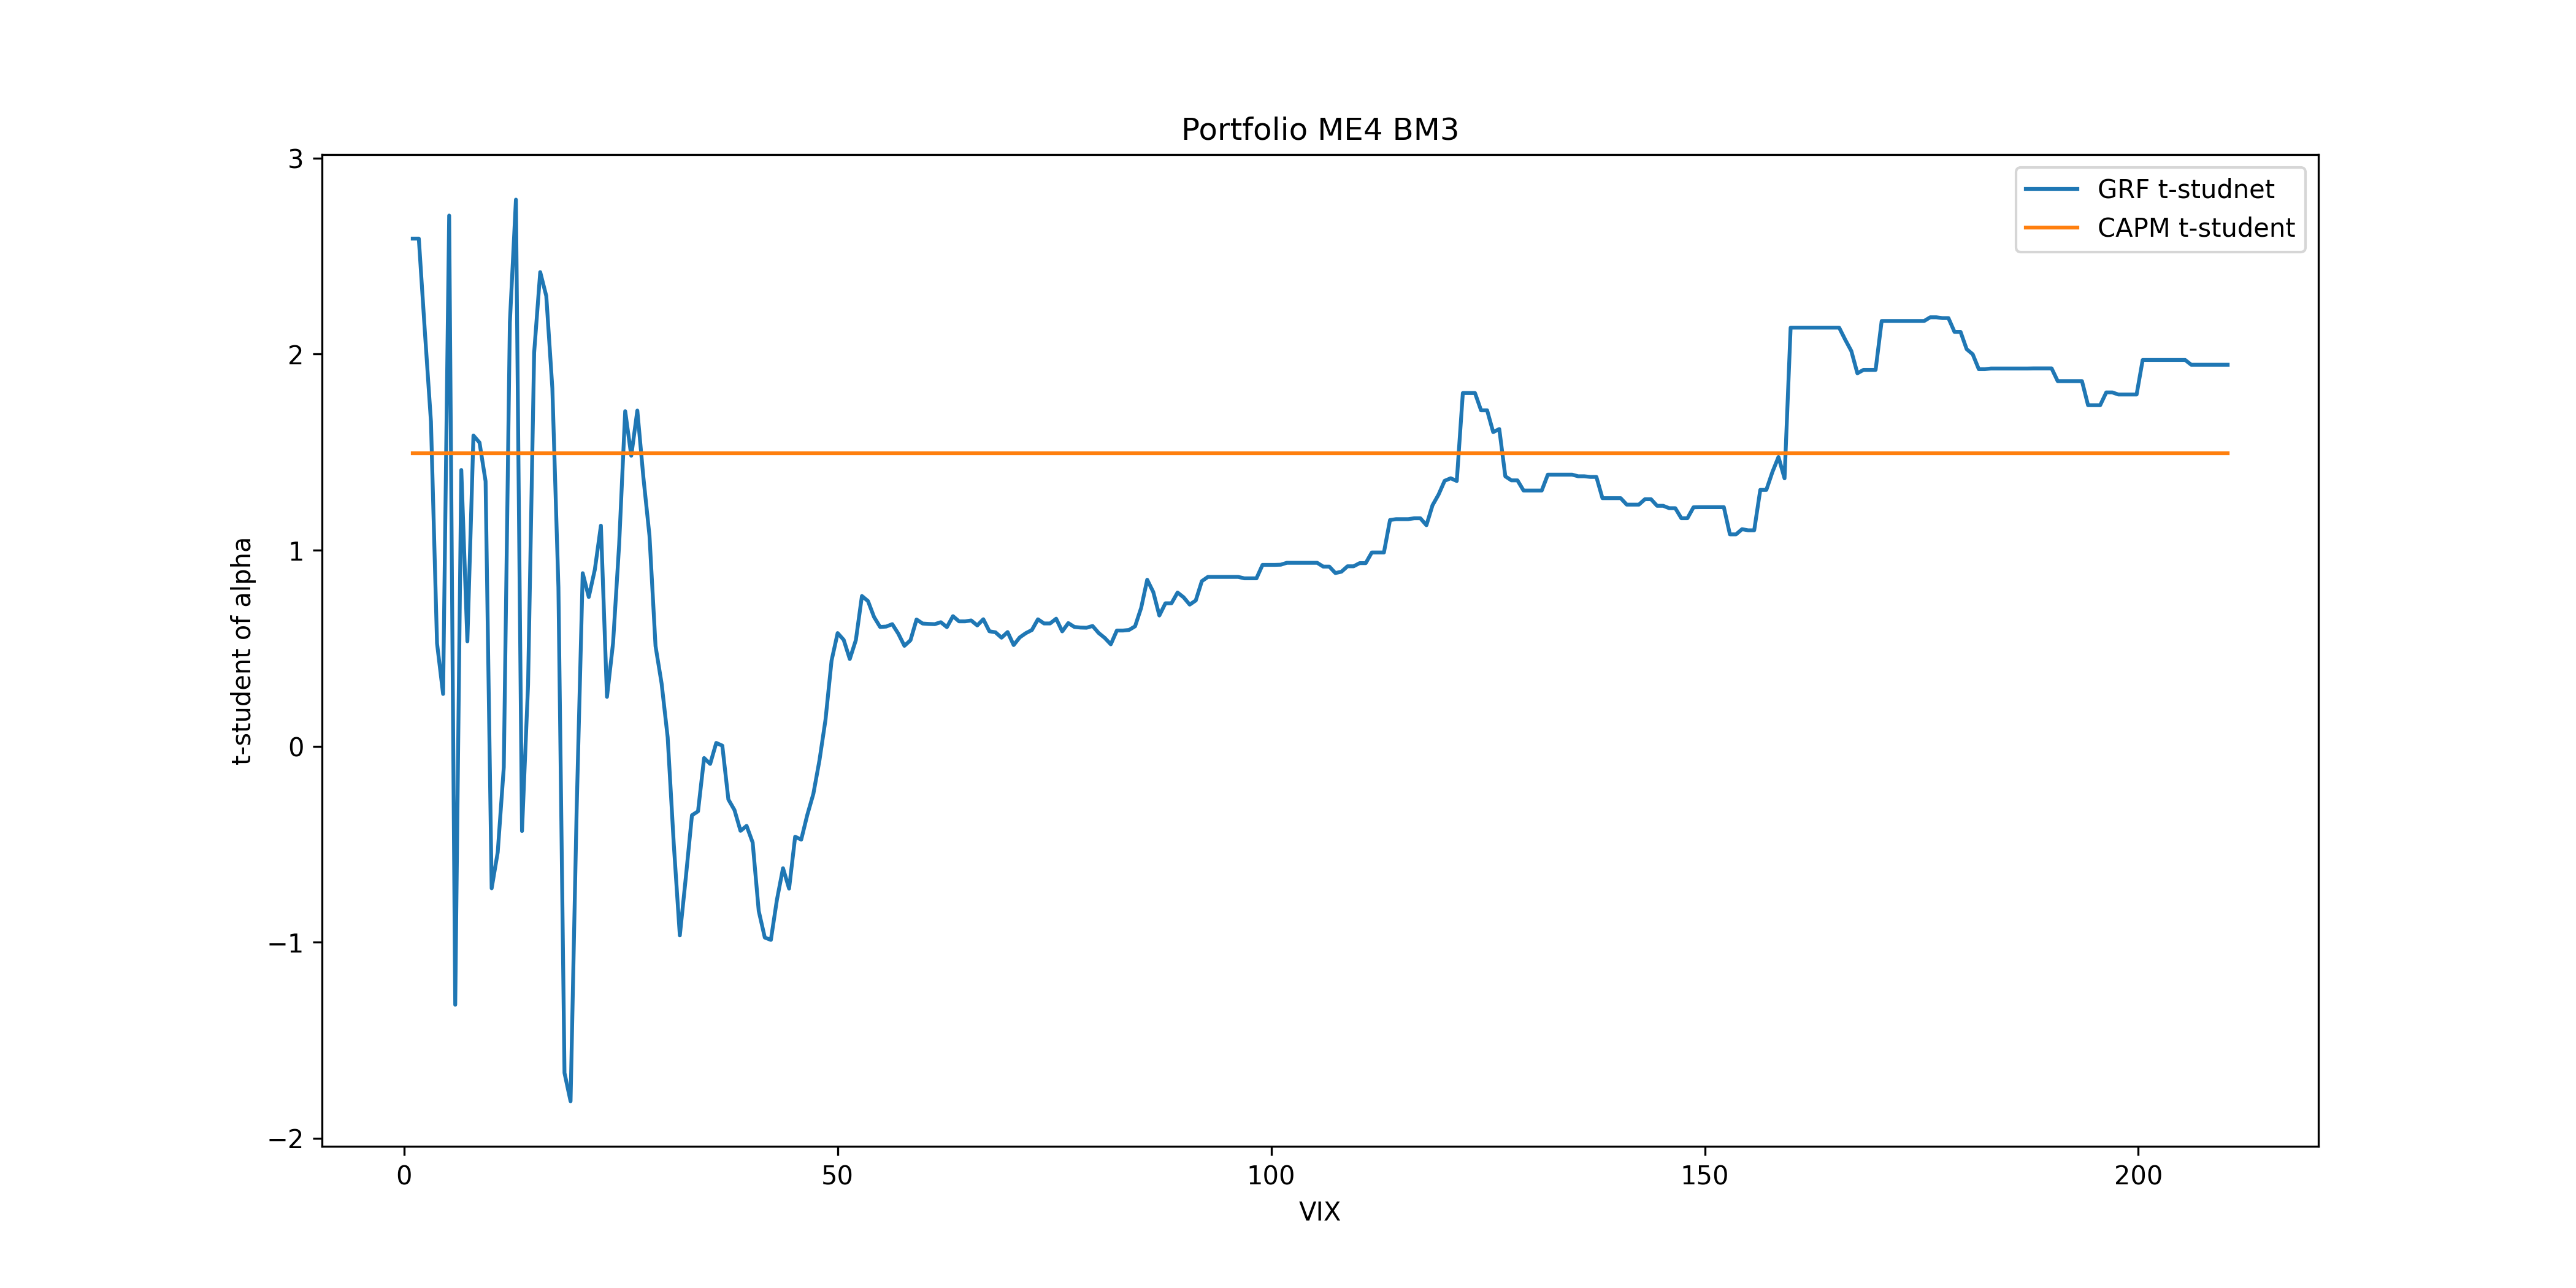 Portfolio ME4 BM3
GRF t-studnet
CAPM t-student
t-student of alpha
3
2
1
0
−1
−2
0 50 100 150 200
VIX